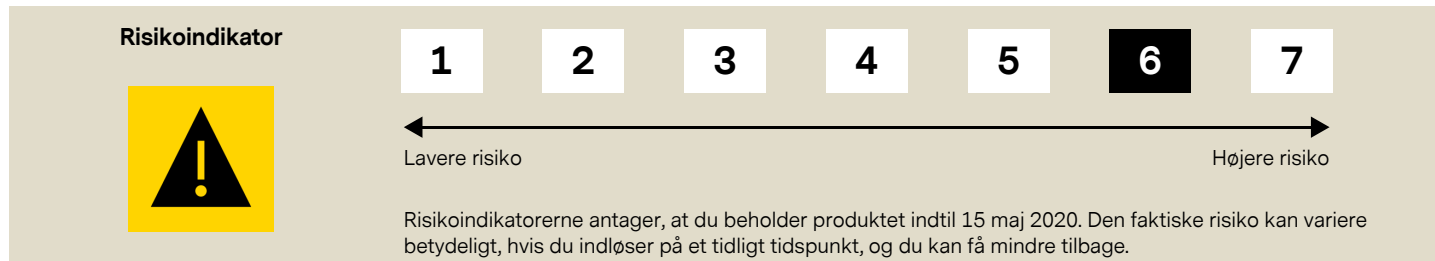 Risikoindikator
1 2 3 4 5 6 7
Lavere risiko Højere risiko
Risikoindikatorerne antager, at du beholder produktet indtil 15 maj 2020. Den faktiske risiko kan variere
betydeligt, hvis du indløser på et tidligt tidspunkt, og du kan få mindre tilbage.